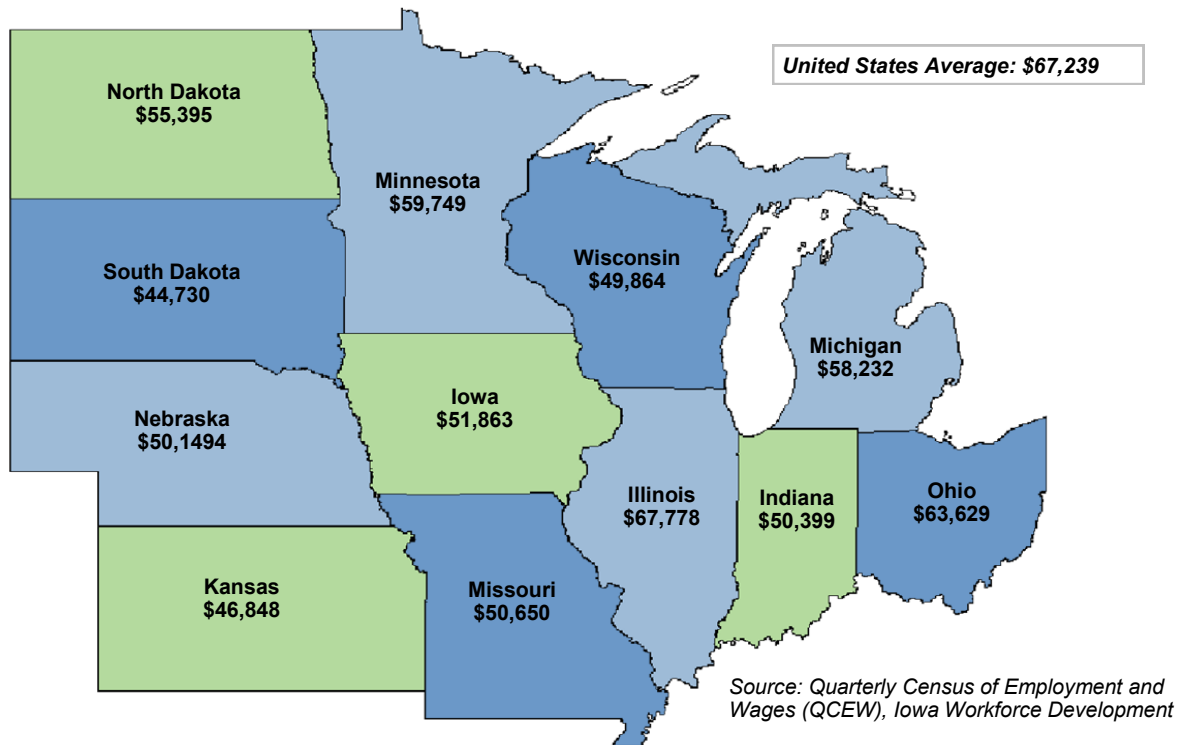 United States Average: $67,239
North Dakota
$55,395
Minnesota
$59,749
South Dakota
$44,730
Wisconsin
$49,864
Michigan
$58,232
Nebraska
$50,1494
Iowa
$51,863
Illinois
$67,778
Indiana
$50,399
Ohio
$63,629
Kansas
$46,848
Missouri
$50,650
Source: Quarterly Census of Employment and
Wages (QCEW), Iowa Workforce Development